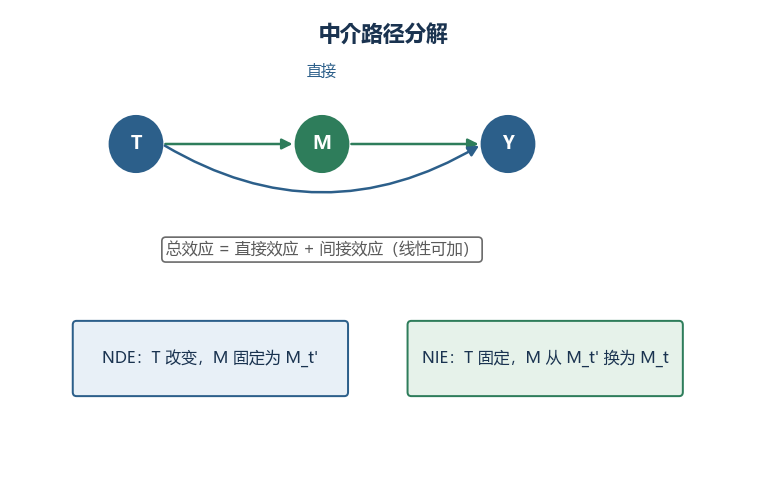 中介路径分解
直接
T
M
Y
总效应 = 直接效应 + 间接效应（线性可加）
NDE：T 改变，M 固定为 M_t'
NIE：T 固定，M 从 M_t' 换为 M_t